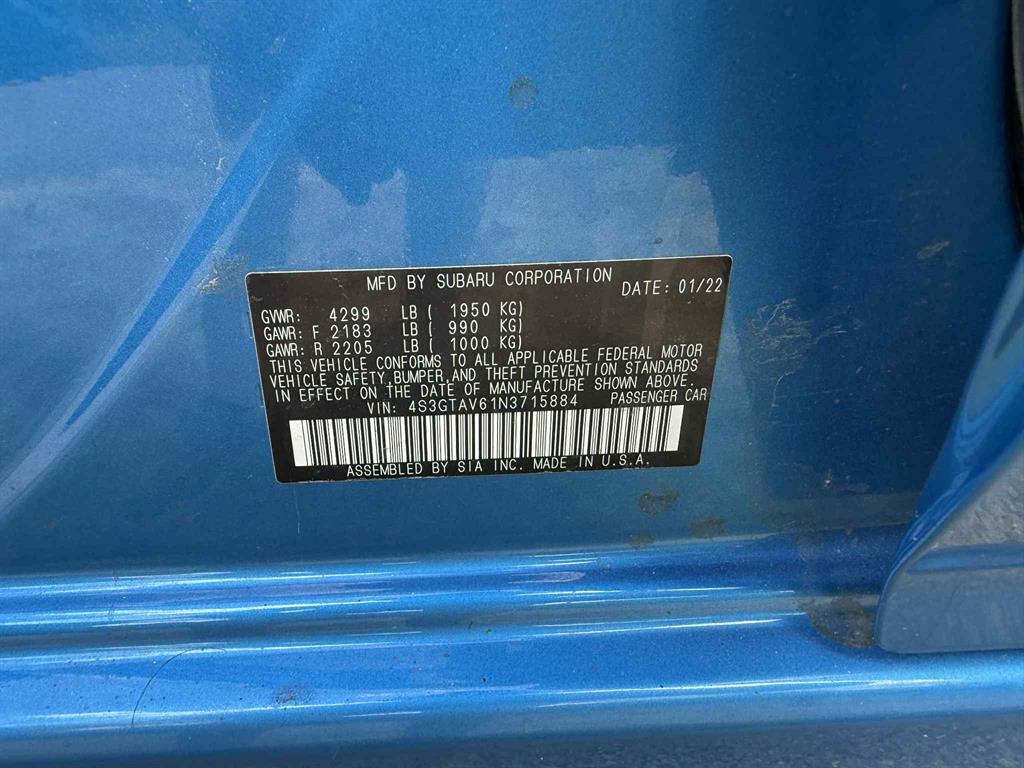 MFD BY SUBARU CORPORATION DATE: 01/22
GVWR: 4299 LB ( 1950 KG)
GAWR: F 2183 LB ( 990 KG)
GAWR: R 2205 LB ( 1000 KG)
THIS VEHICLE CONFORMS TO ALL APPLICABLE FEDERAL MOTOR
VEHICLE SAFETY, BUMPER, AND THEFT PREVENTION STANDARDS
IN EFFECT ON THE DATE OF MANUFACTURE SHOWN ABOVE.
VIN: 4S3GTAV61N3715884 PASSENGER CAR
ASSEMBLED BY SIA INC. MADE IN U.S.A.